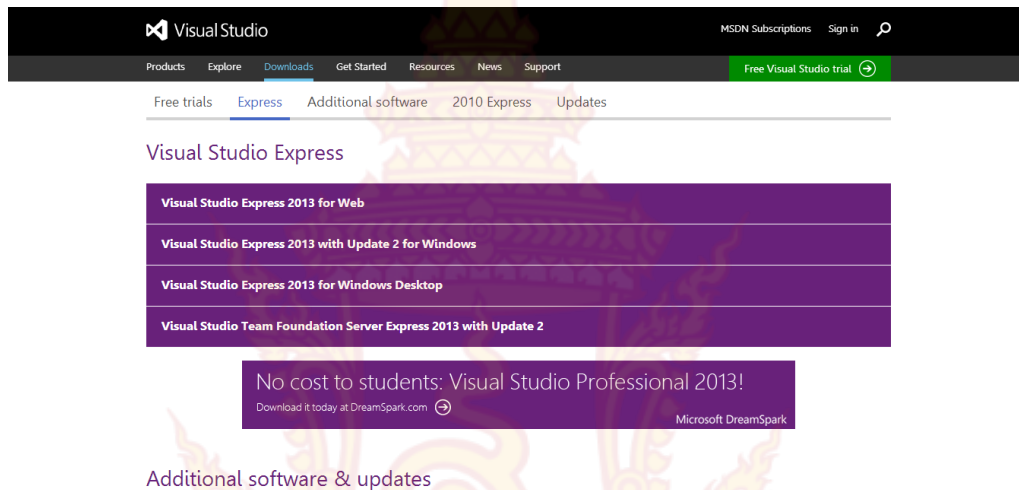 Visual Studio
MSDN Subscriptions Sign in
Products Explore Downloads Get Started Resources News Support
Free Visual Studio trial
Free trials Express Additional software 2010 Express Updates
Visual Studio Express
Visual Studio Express 2013 for Web
Visual Studio Express 2013 with Update 2 for Windows
Visual Studio Express 2013 for Windows Desktop
Visual Studio Team Foundation Server Express 2013 with Update 2
No cost to students: Visual Studio Professional 2013!
Download it today at DreamSpark.com
Microsoft DreamSpark
Additional software & updates